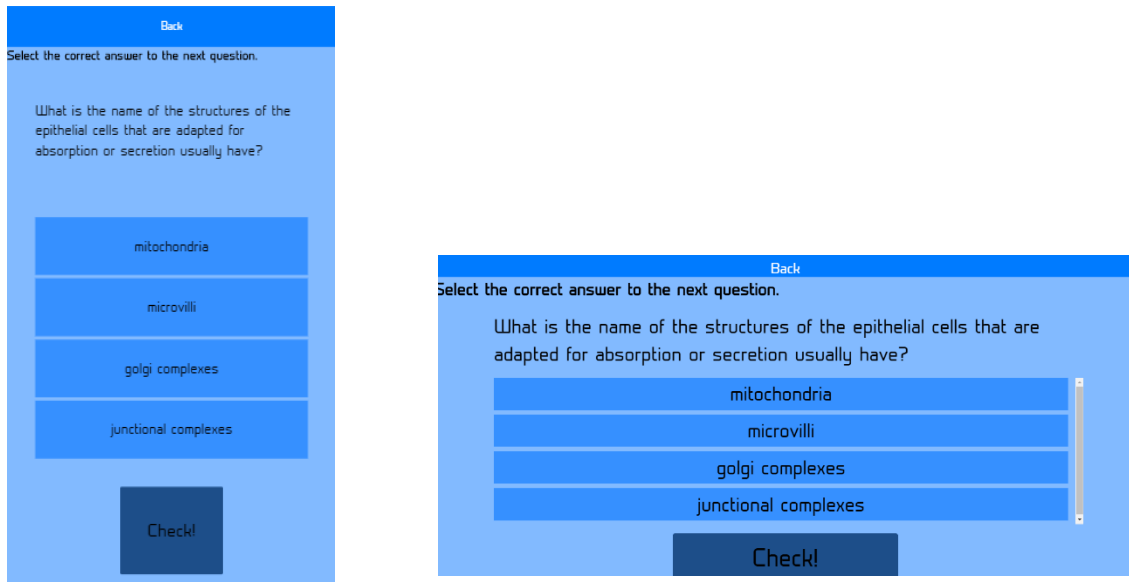 Back
Select the correct answer to the next question.
What is the name of the structures of the
epithelial cells that are adapted for
absorption or secretion usually have?
mitochondria
microvilli
golgi complexes
junctional complexes
Check!
Back
Select the correct answer to the next question.
What is the name of the structures of the epithelial cells that are
adapted for absorption or secretion usually have?
mitochondria
microvilli
golgi complexes
junctional complexes
Check!